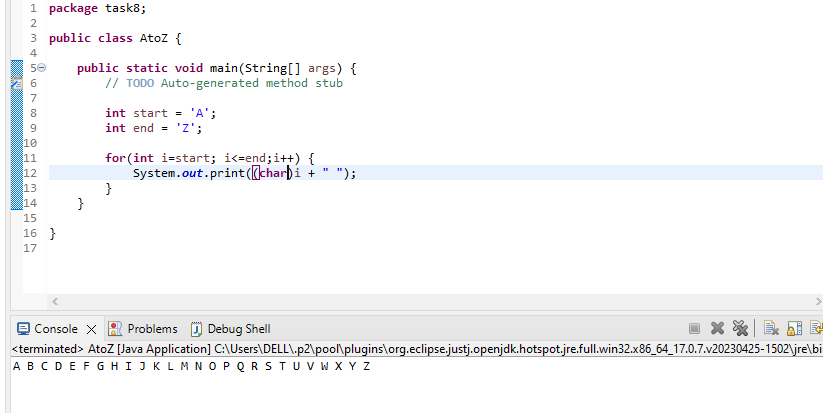 1 package task8;
2
3 public class AtoZ {
4
5 public static void main(String[] args) {
6 // TODO Auto-generated method stub
7
8 int start = 'A';
9 int end = 'Z';
10
11 for(int i=start; i<=end;i++) {
12 System.out.print((char)i + " ");
13 }
14 }
15
16 }
17
Console Problems Debug Shell
<terminated> AtoZ [Java Application] C:\Users\DELL\.p2\pool\plugins\org.eclipse.justj.openjdk.hotspot.jre.full.win32.x86_64_17.0.7.v20230425-1502\jre\bi
A B C D E F G H I J K L M N O P Q R S T U V W X Y Z